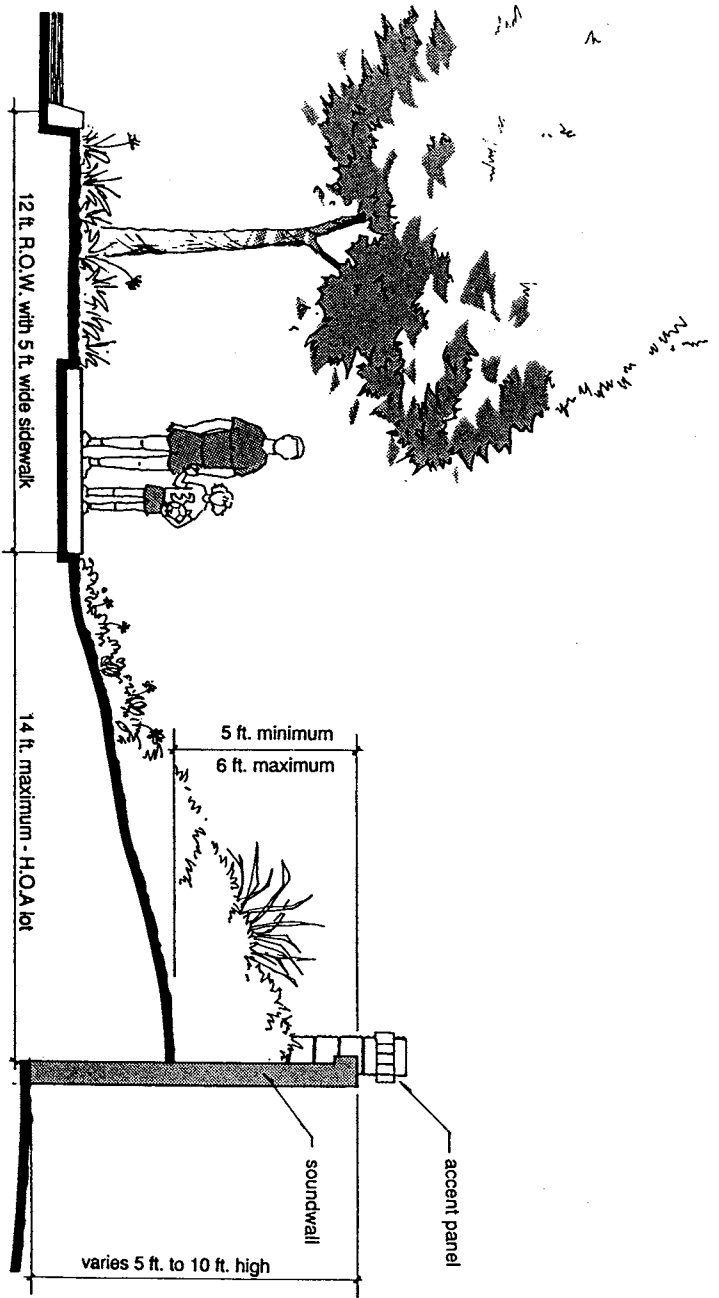 12 ft. R.O.W. with 5 ft. wide sidewalk
14 ft. maximum - H.O.A lot
5 ft. minimum
6 ft. maximum
accent panel
soundwall
varies 5 ft. to 10 ft. high